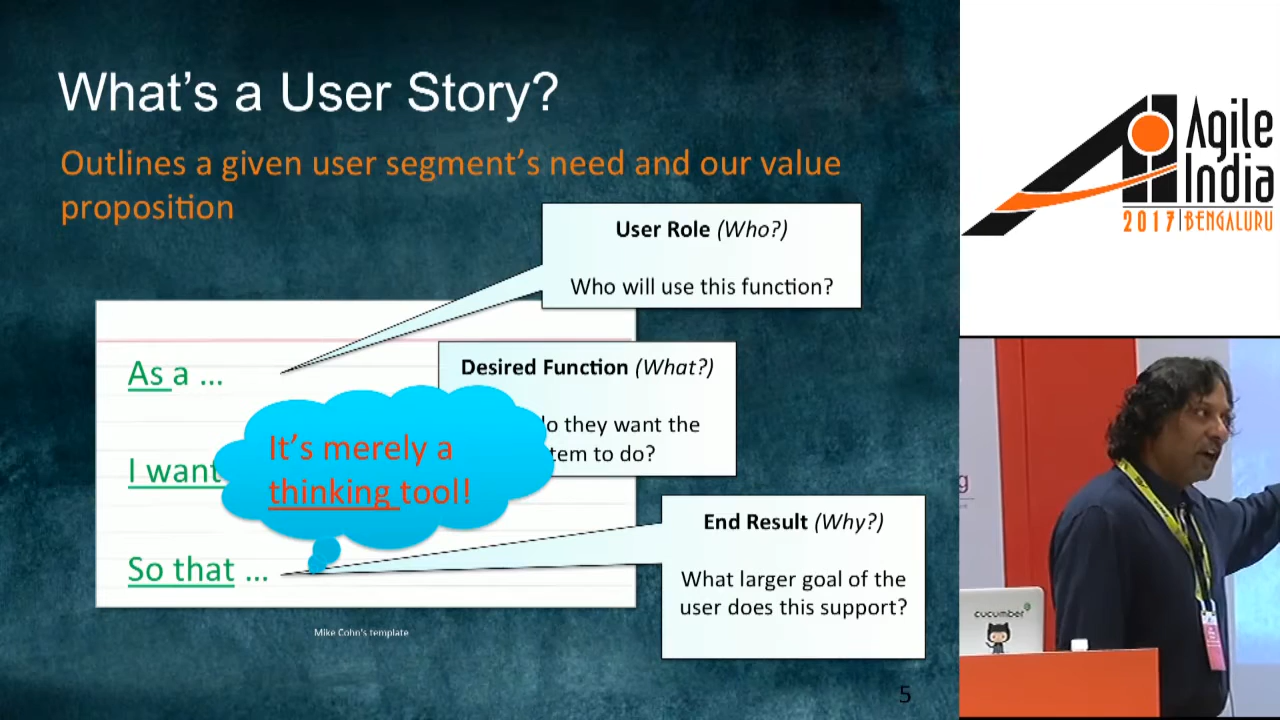 What's a User Story?
Outlines a given user segment's need and our value
proposition
User Role (Who?)
Who will use this function?
As a ...
Desired Function (What?)
do they want the
tem to do?
I want
It's merely a
thinking tool!
End Result (Why?)
What larger goal of the
user does this support?
So that ...
Mike Cohn's template
5
Agile
India
2017 | BENGALURU
g
cucumber